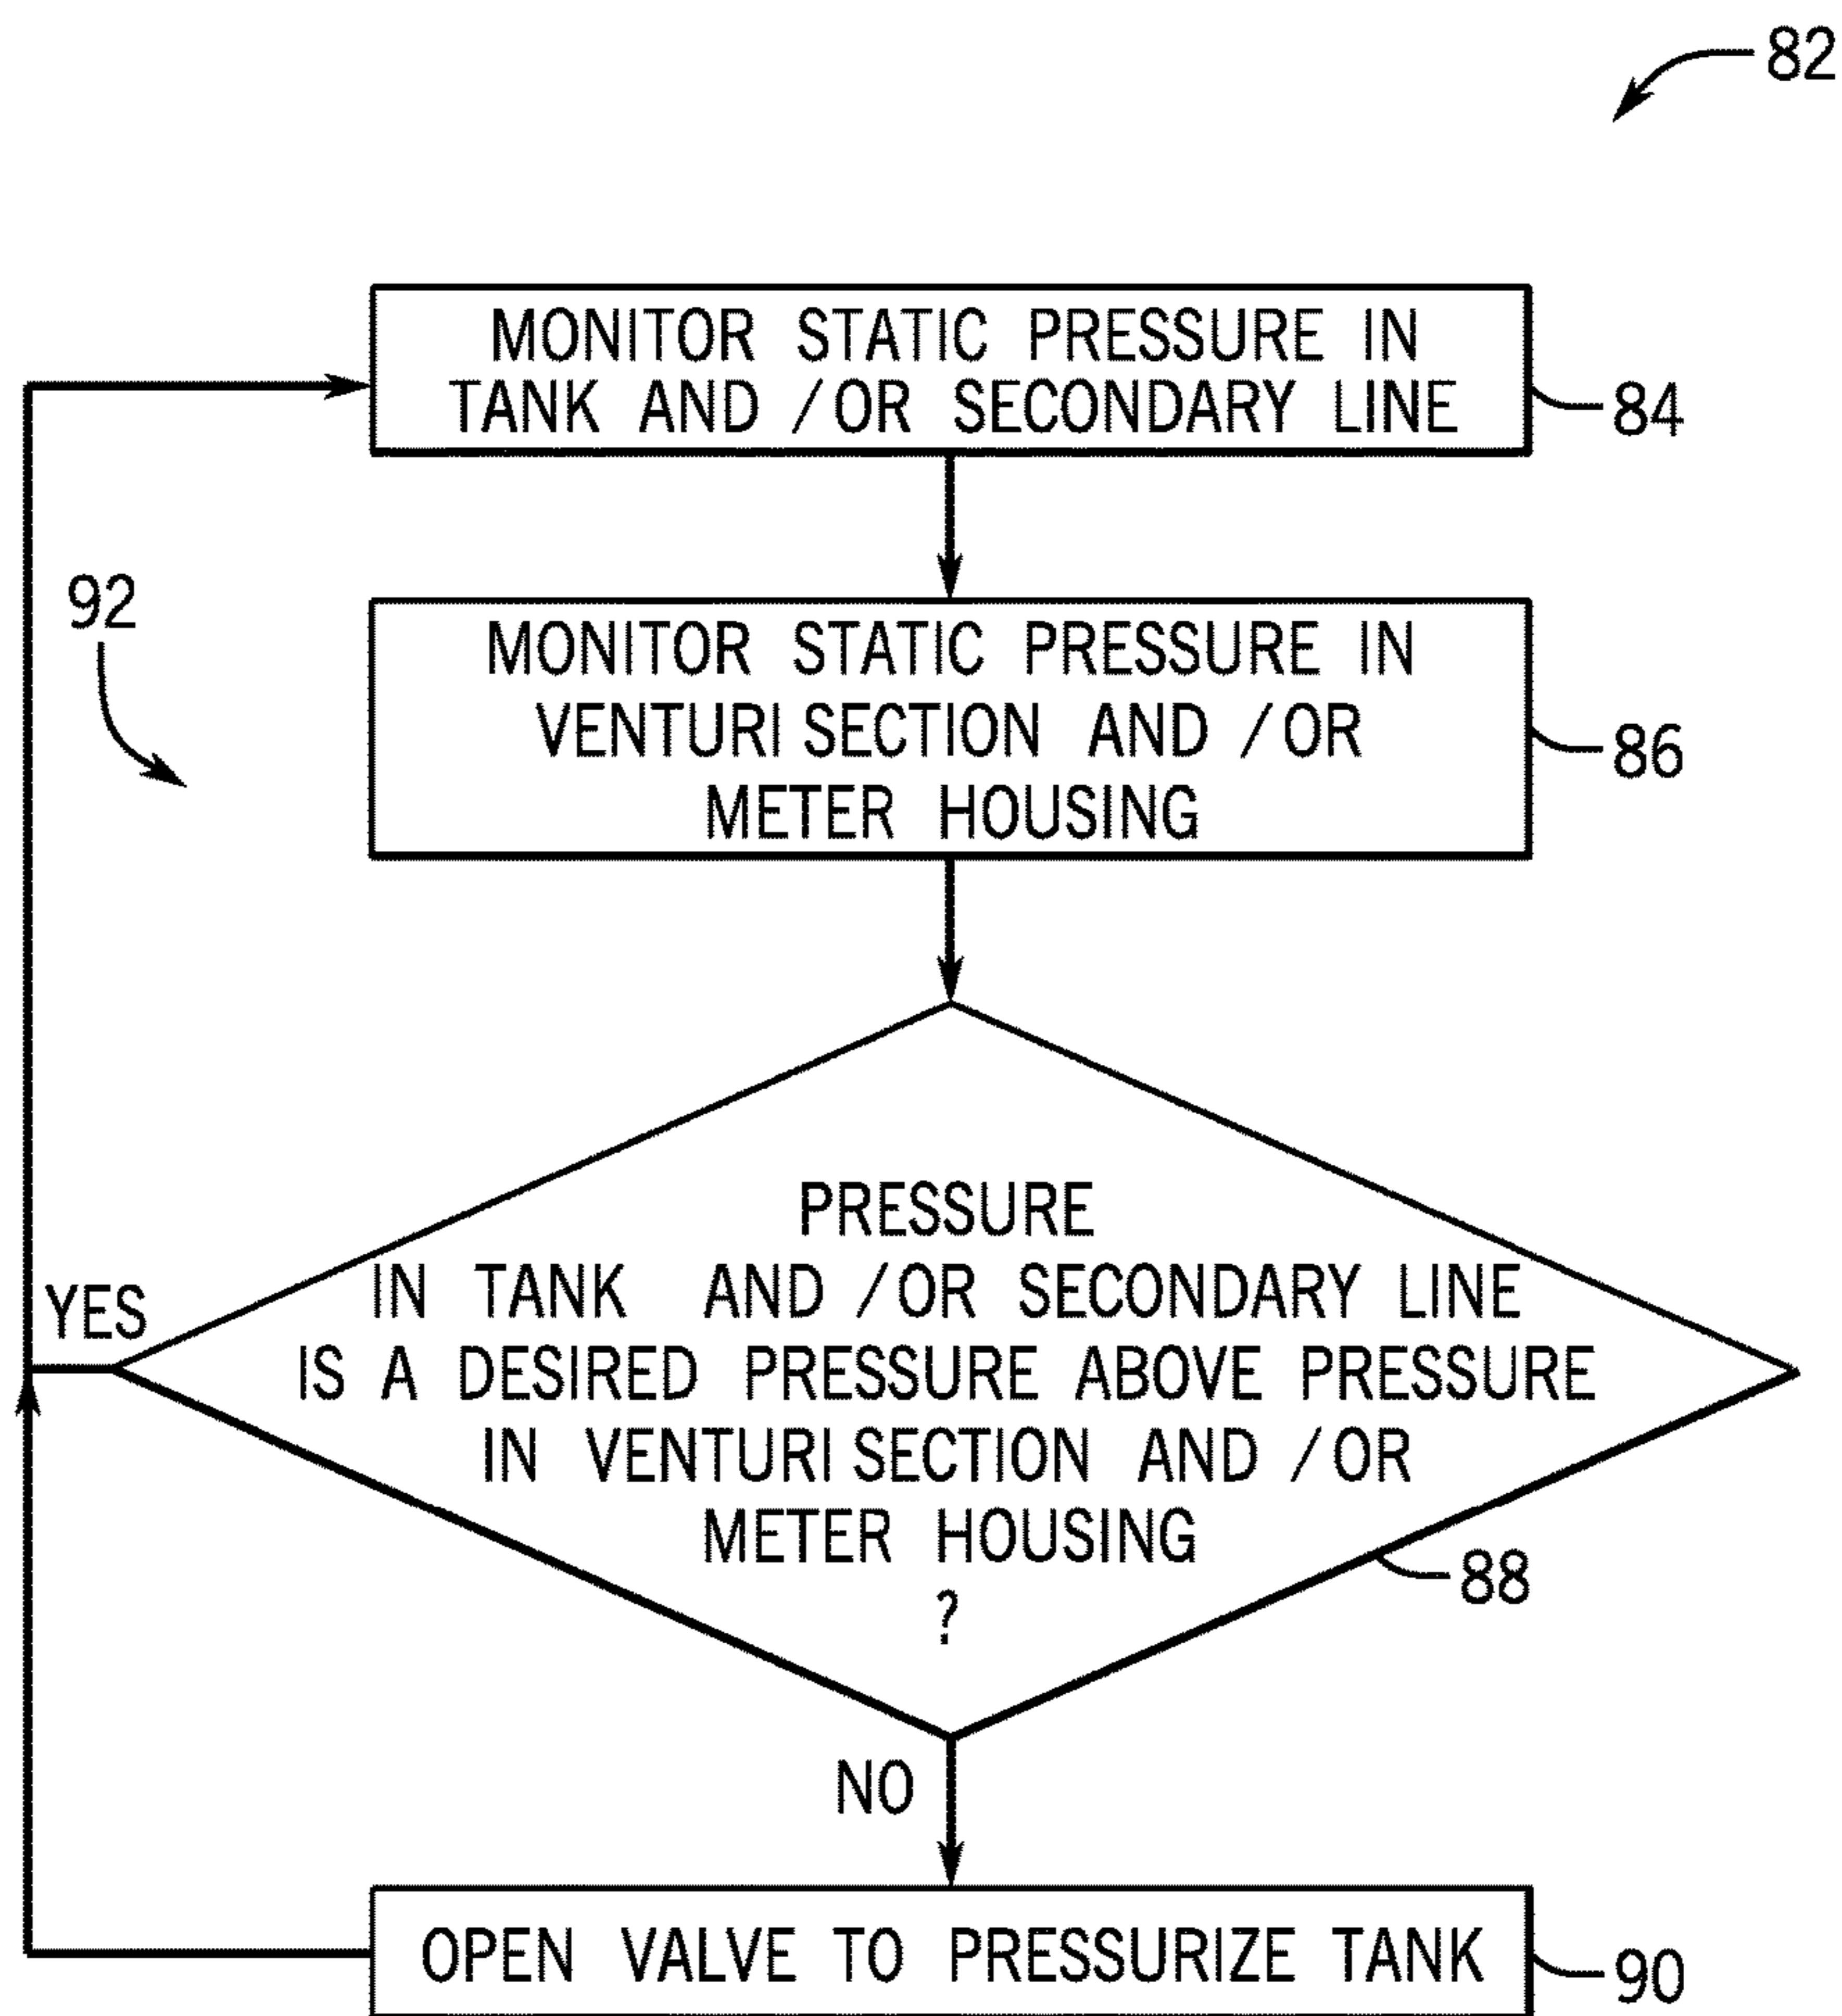 82
MONITOR STATIC PRESSURE IN
TANK AND /OR SECONDARY LINE
84
92
MONITOR STATIC PRESSURE IN
VENTURI SECTION AND /OR
METER HOUSING
86
PRESSURE
IN TANK AND /OR SECONDARY LINE
IS A DESIRED PRESSURE ABOVE PRESSURE
IN VENTURI SECTION AND /OR
METER HOUSING
?
YES
88
NO
OPEN VALVE TO PRESSURIZE TANK
90